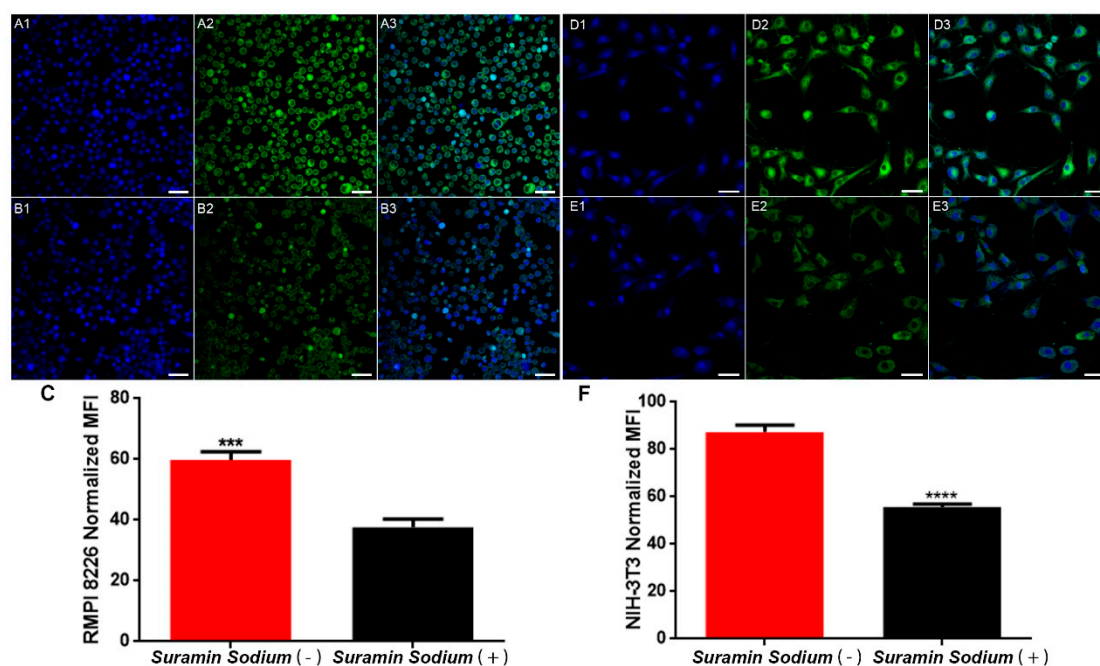 A1 A2 A3 D1 D2 D3
B1 B2 B3 E1 E2 E3
C
RMPI 8226 Normalized MFI
80
60
40
20
0
***
Suramin Sodium ( - ) Suramin Sodium ( + )
F
NIH-3T3 Normalized MFI
100
80
60
40
20
0
****
Suramin Sodium ( - ) Suramin Sodium ( + )